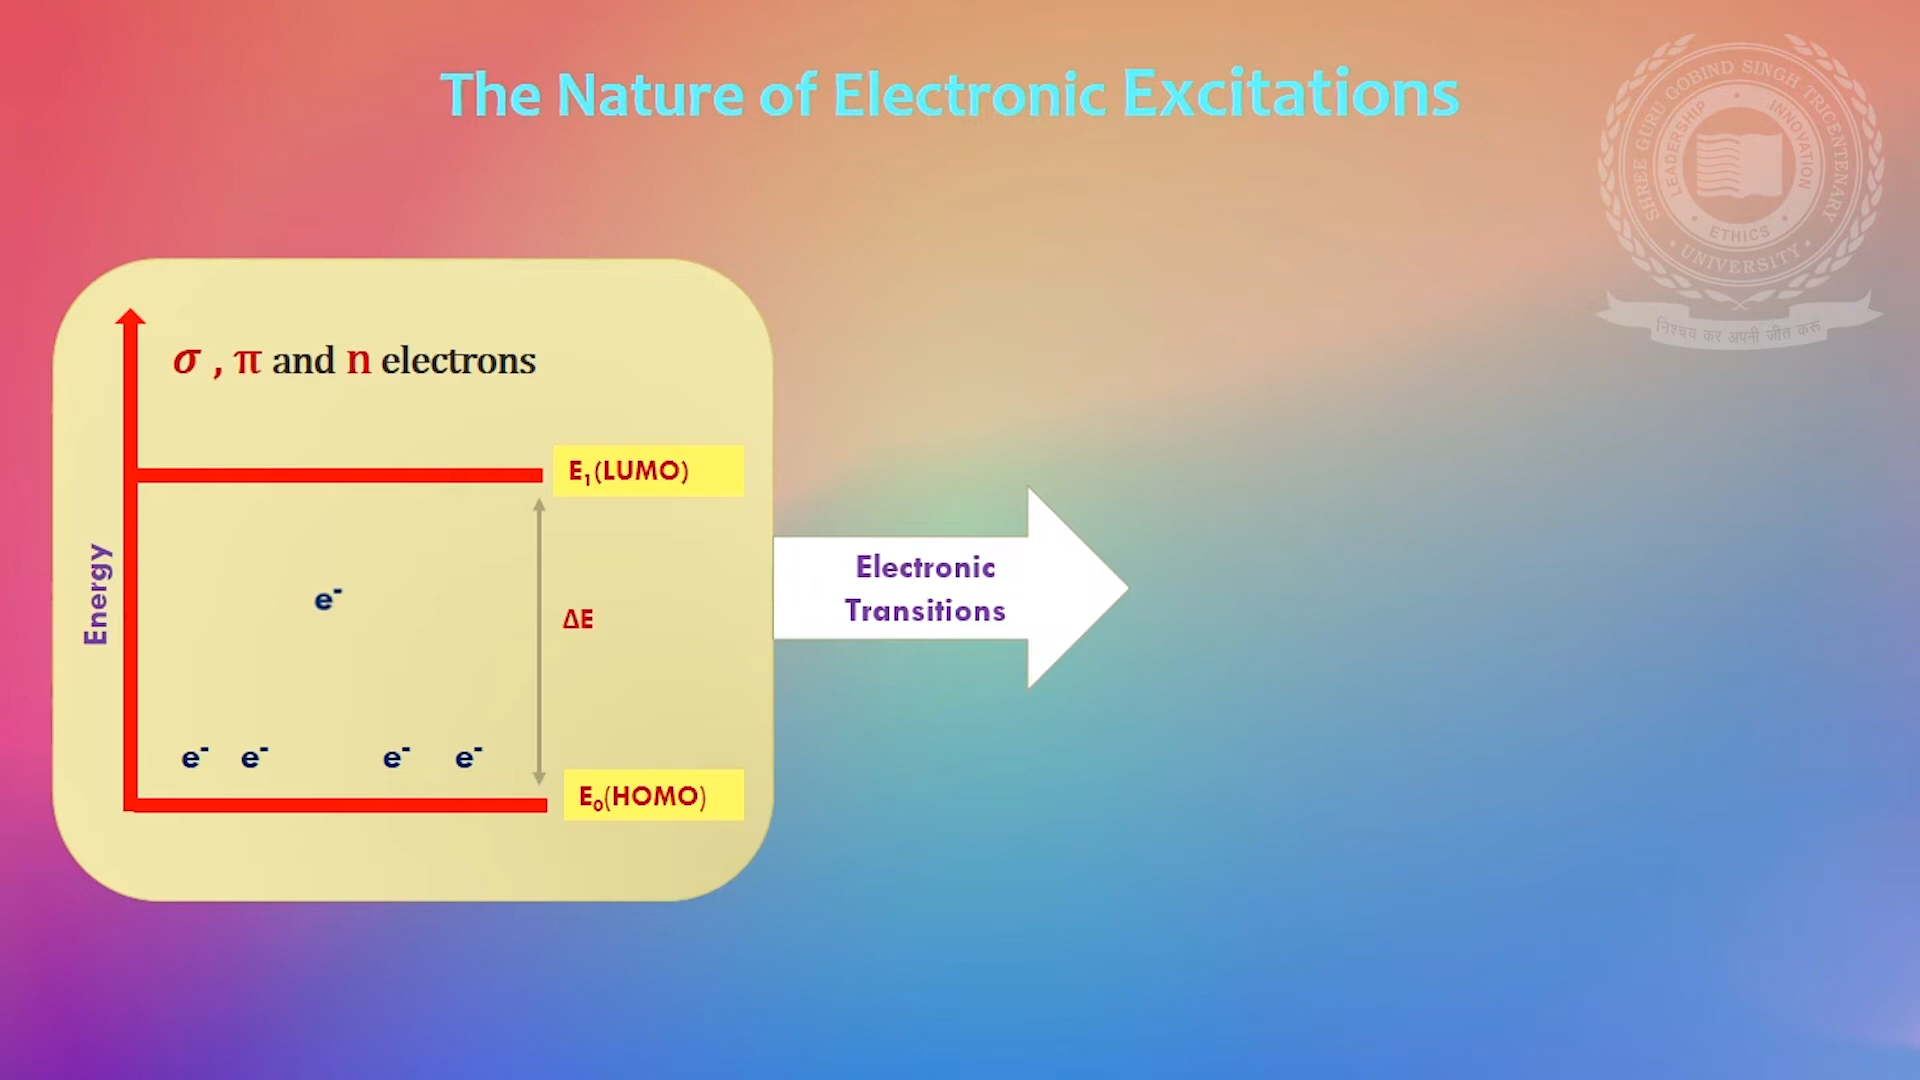 The Nature of Electronic Excitations
SHREE GURU GOBIND SINGH TRICENTENARY
UNIVERSITY
LEADERSHIP
INNOVATION
ETHICS
निश्चय कर अपनी जीत करू
σ , π and n electrons
E₁(LUMO)
Energy
e⁻
ΔE
Electronic
Transitions
e⁻ e⁻ e⁻ e⁻
E₀(HOMO)